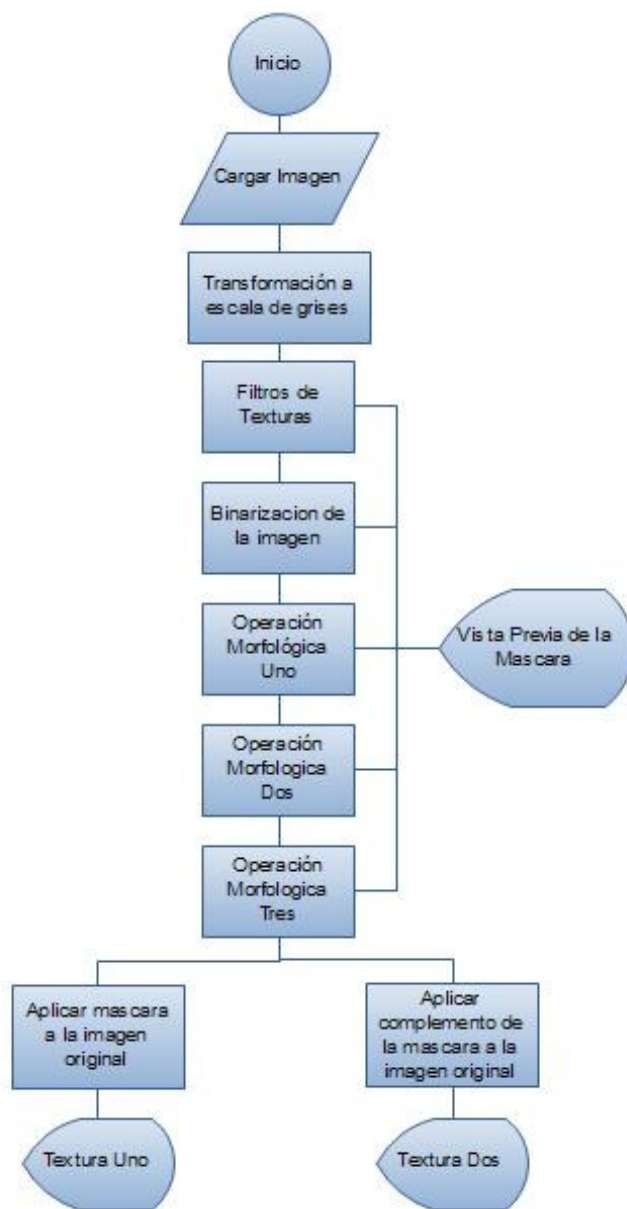 Inicio
Cargar Imagen
Transformación a
escala de grises
Filtros de
Texturas
Binarizacion de
la imagen
Operación
Morfológica
Uno
Vista Previa de la
Mascara
Operación
Morfologica
Dos
Operación
Morfologica
Tres
Aplicar mascara
a la imagen
original
Aplicar
complemento de
la mascara a la
imagen original
Textura Uno
Textura Dos